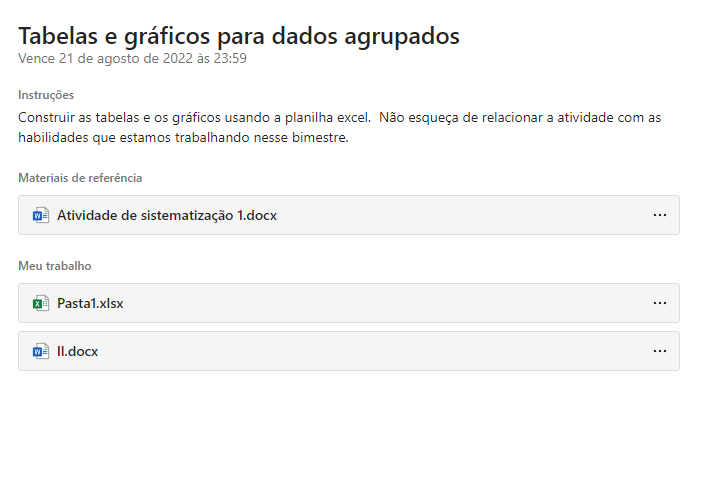 Tabelas e gráficos para dados agrupados
Vence 21 de agosto de 2022 às 23:59
Instruções
Construir as tabelas e os gráficos usando a planilha excel.  Não esqueça de relacionar a atividade com as
habilidades que estamos trabalhando nesse bimestre.
Materiais de referência
Atividade de sistematização 1.docx
Meu trabalho
Pasta1.xlsx
II.docx